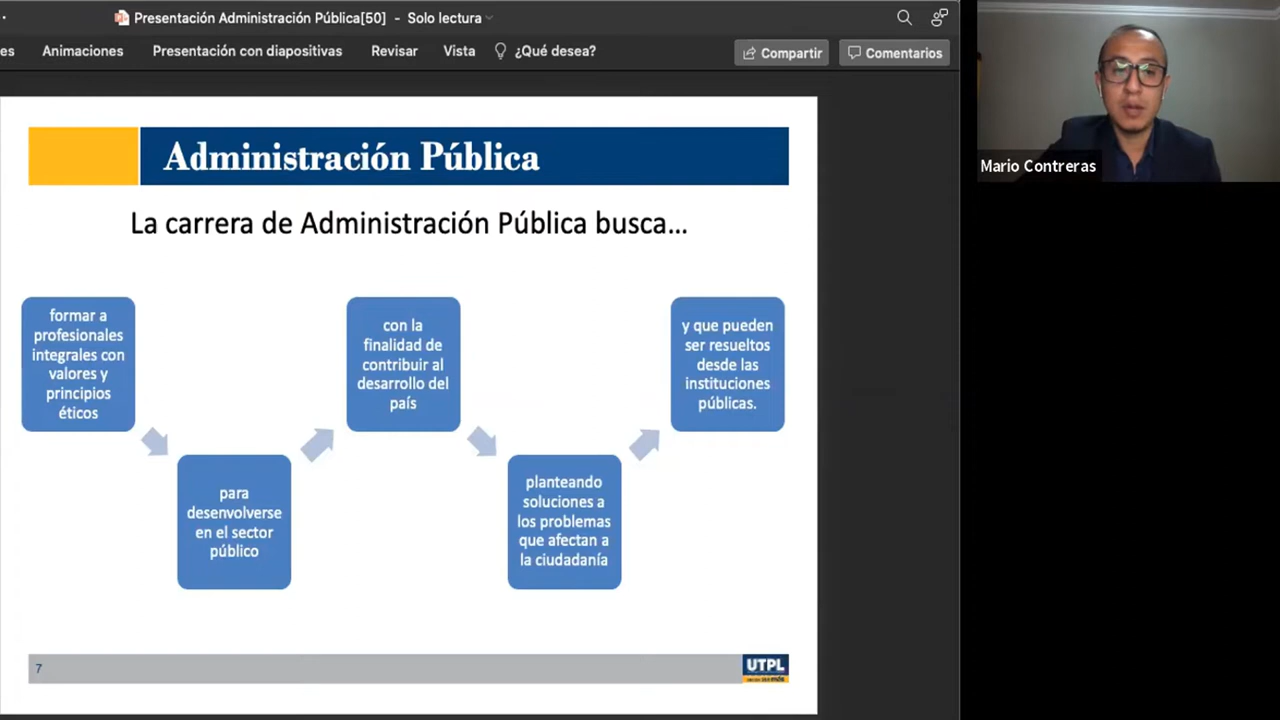 Presentación Administración Pública[50] - Solo lectura
es Animaciones Presentación con diapositivas Revisar Vista ¿Qué desea? Compartir Comentarios
Administración Pública
La carrera de Administración Pública busca...
formar a
profesionales
integrales con
valores y
principios
éticos
para
desenvolverse
en el sector
público
con la
finalidad de
contribuir al
desarrollo del
país
planteando
soluciones a
los problemas
que afectan a
la ciudadanía
y que pueden
ser resueltos
desde las
instituciones
públicas.
7
UTPL
Mario Contreras